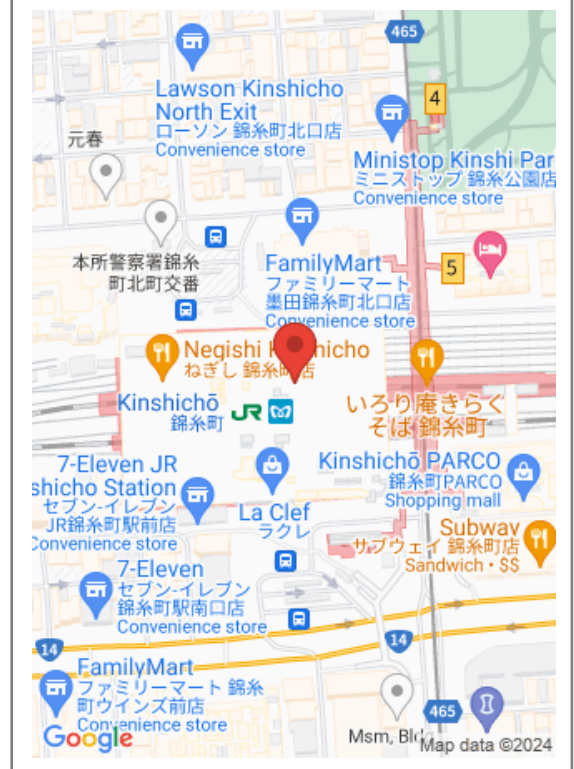 465
Lawson Kinshicho
North Exit
ローソン 錦糸町北口店
Convenience store
4
元春
Ministop Kinshi Par
ミニストップ 錦糸公園店
Convenience store
本所警察署錦糸
町北町交番
FamilyMart
ファミリーマート
墨田錦糸町北口店
Convenience store
5
Negishi K shicho
ねぎし 錦糸町店
Kinshichō
錦糸町
JR
いろり庵きらく
そば 錦糸町
7-Eleven JR
shicho Station
セブン-イレブン
JR錦糸町駅前店
Convenience store
La Clef
ラクレ
Kinshichō PARCO
錦糸町PARCO
Shopping mall
Subway
サブウェイ 錦糸町店
Sandwich • $$
7-Eleven
セブン-イレブン
錦糸町駅南口店
Convenience store
14
14
FamilyMart
ファミリーマート 錦糸
町ウインズ前店
Convenience store
465
Msm, Bldg
Google
Map data ©2024